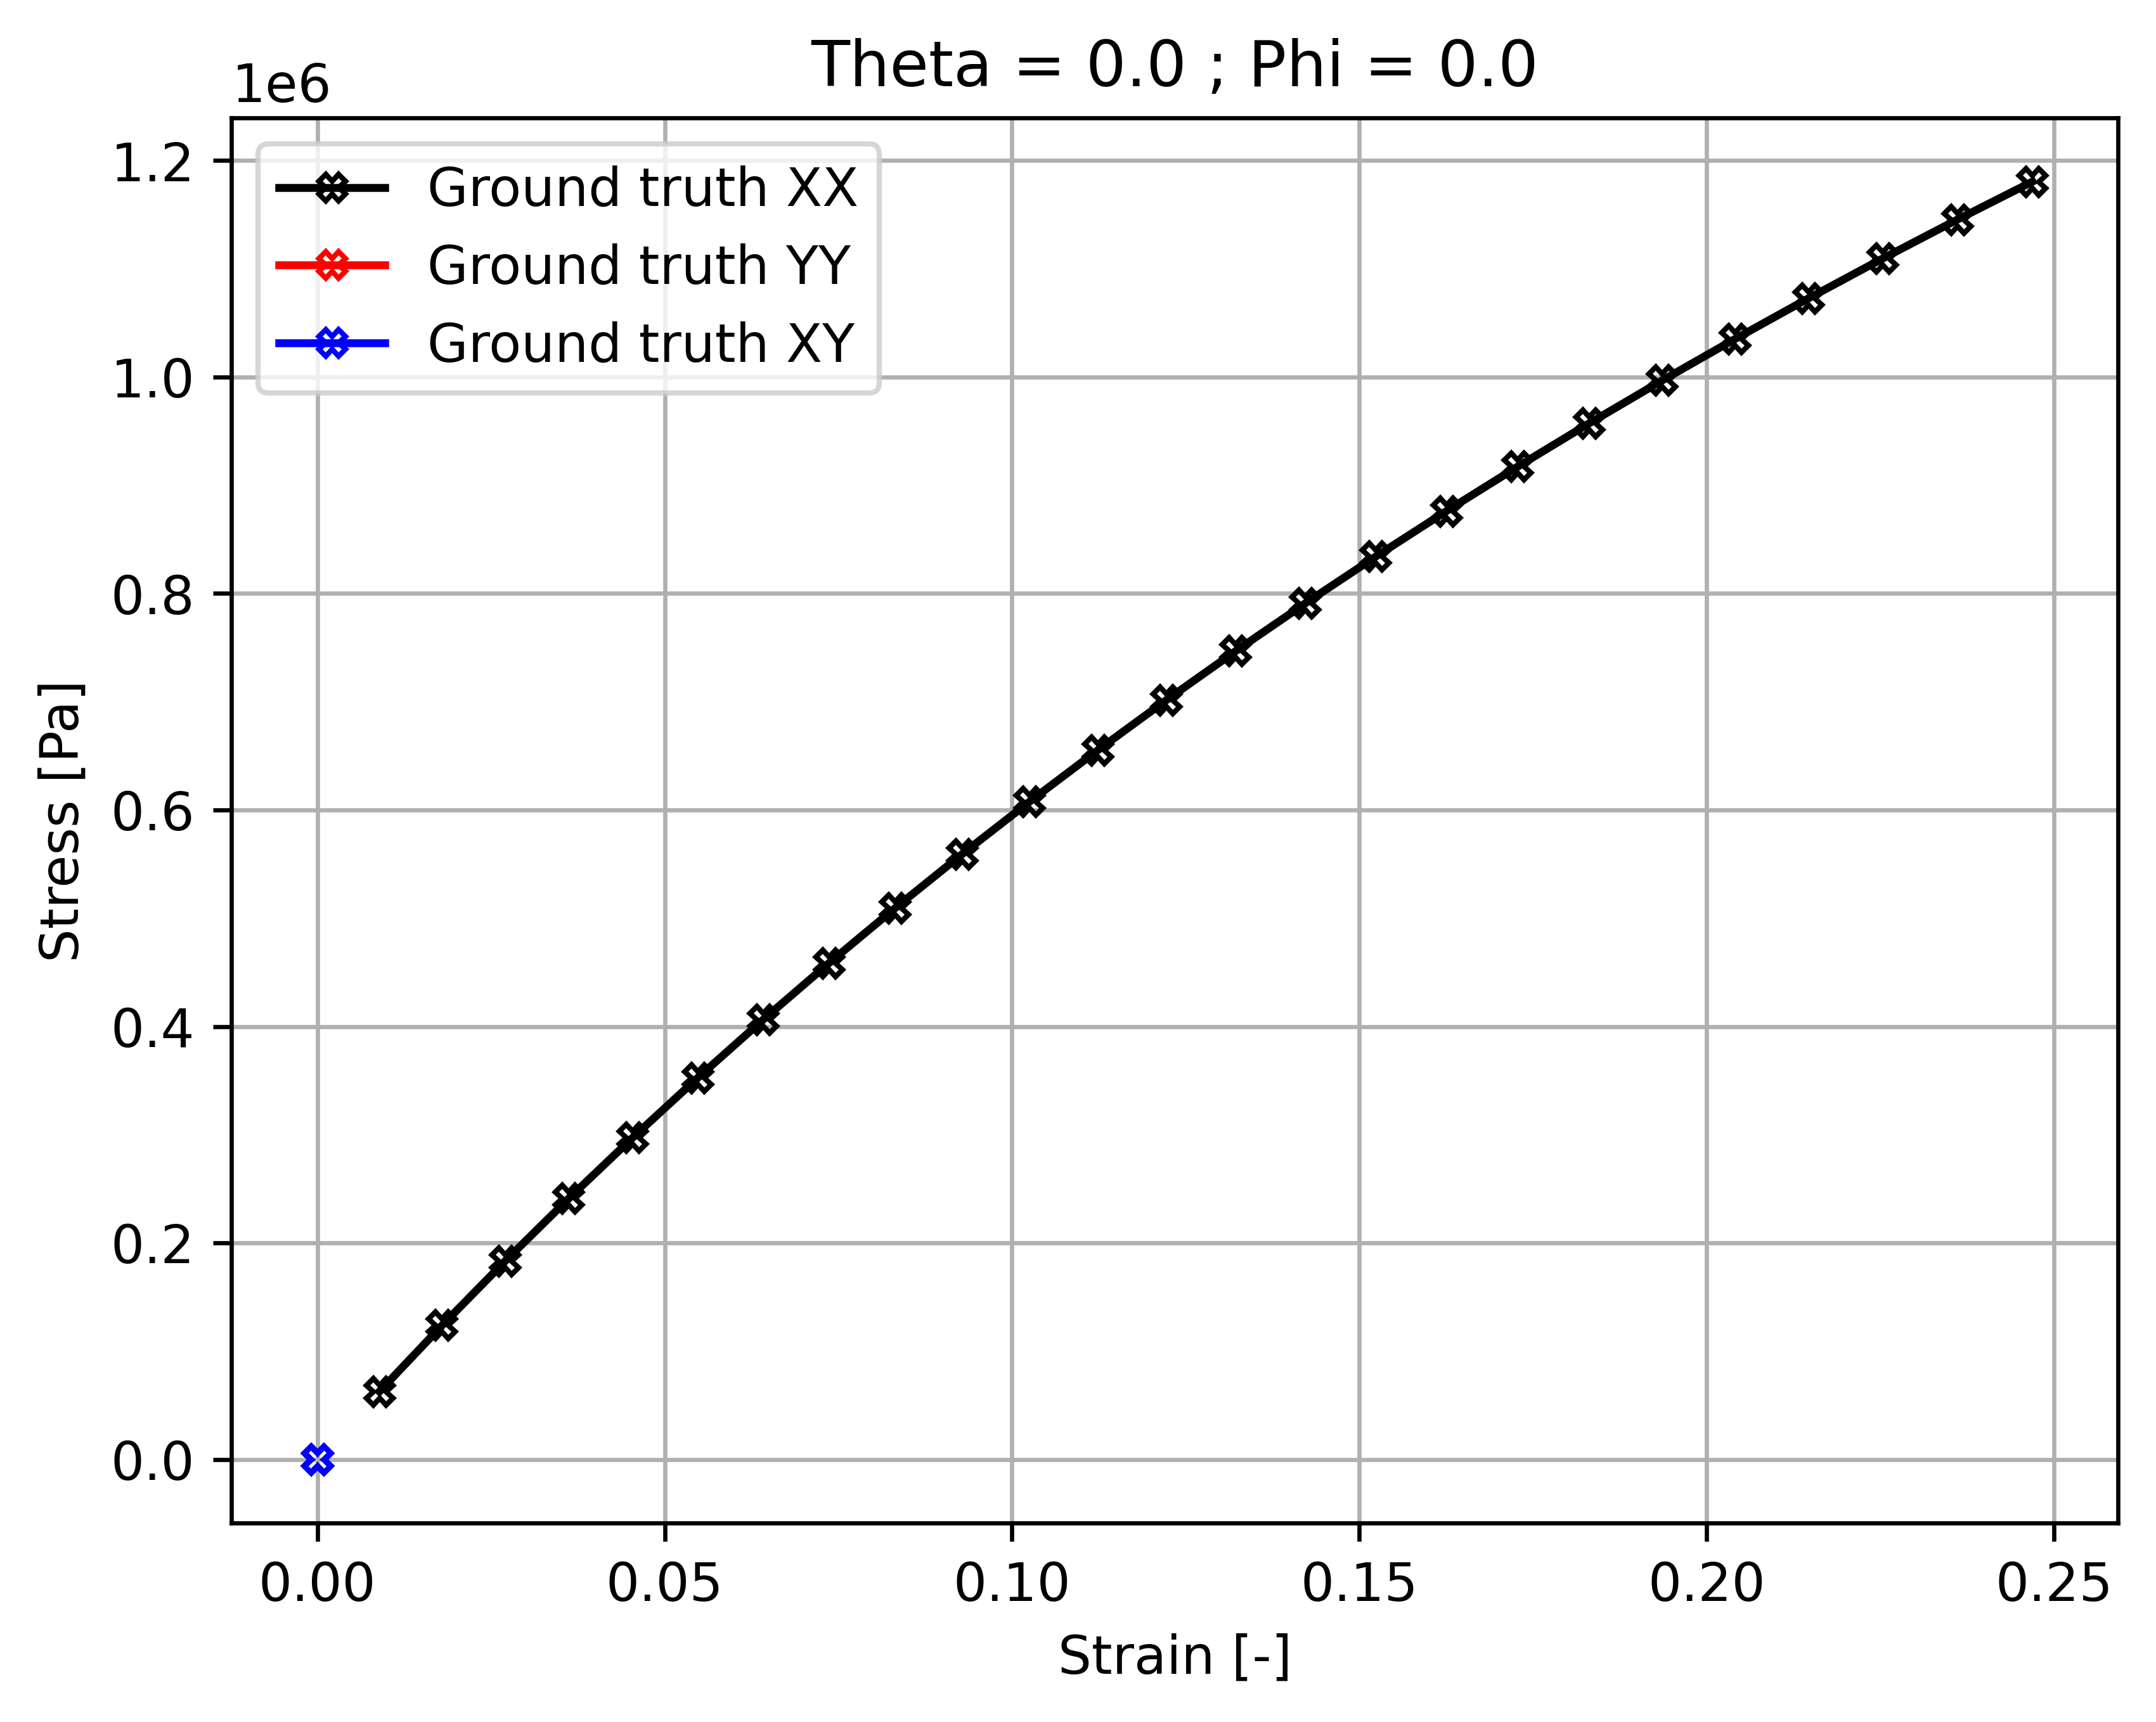 Theta = 0.0 ; Phi = 0.0
1e6
Ground truth XX
Ground truth YY
Ground truth XY
1.2
1.0
0.8
0.6
0.4
0.2
0.0
Stress [Pa]
0.00 0.05 0.10 0.15 0.20 0.25
Strain [-]